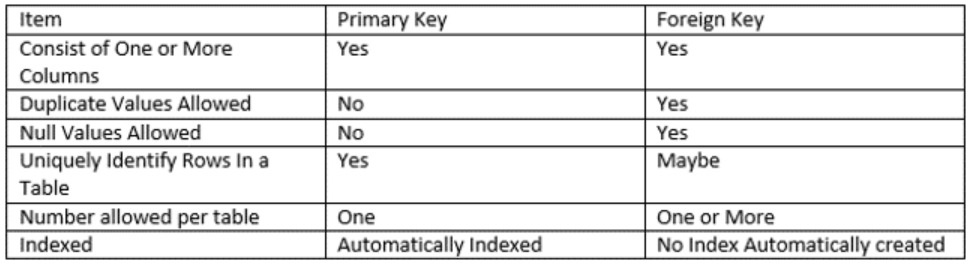 Item Primary Key Foreign Key
Consist of One or More Yes Yes
Columns
Duplicate Values Allowed No Yes
Null Values Allowed No Yes
Uniquely Identify Rows In a Yes Maybe
Table
Number allowed per table One One or More
Indexed Automatically Indexed No Index Automatically created